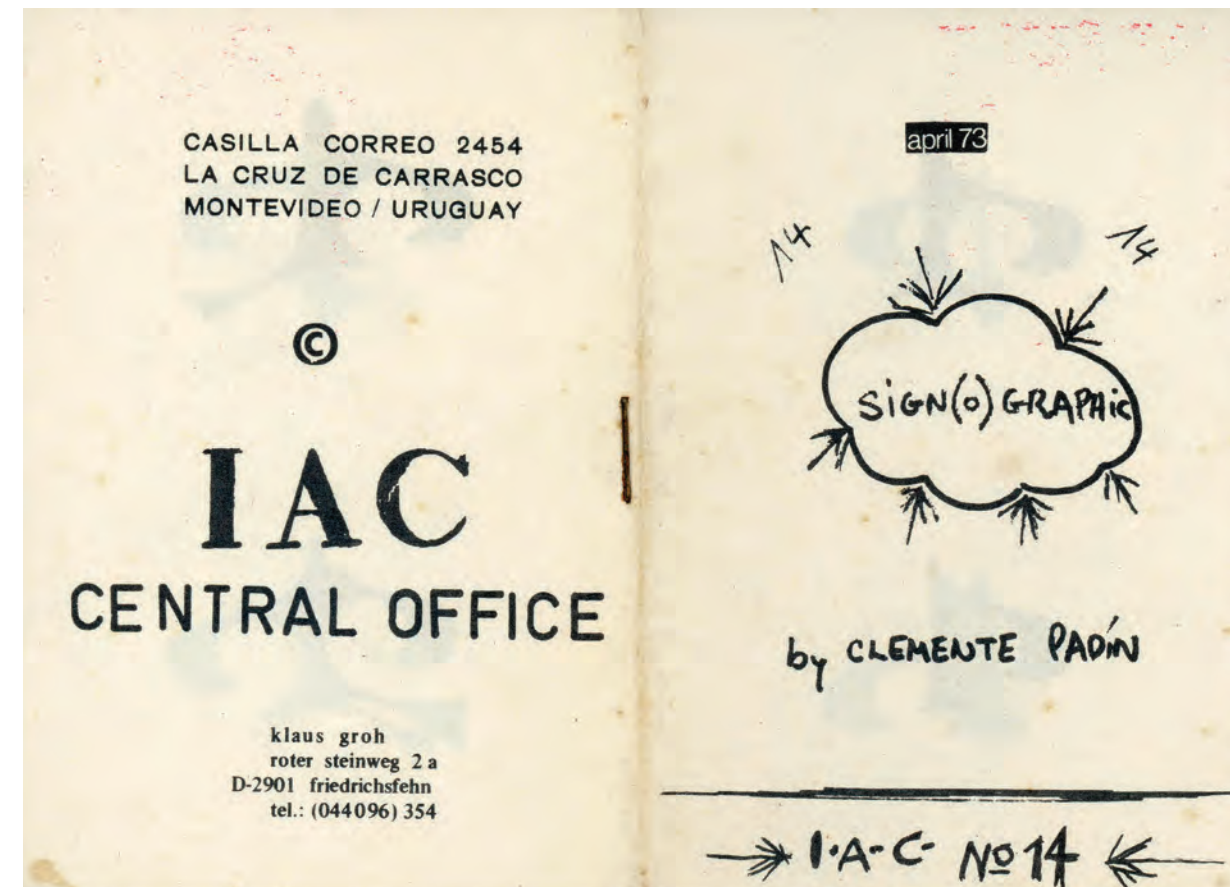 CASILLA CORREO 2454
LA CRUZ DE CARRASCO
MONTEVIDEO / URUGUAY
©
IAC
CENTRAL OFFICE
klaus groh
roter steinweg 2 a
D-2901 friedrichsfehn
tel.: (044096) 354
april 73
14 14
SiGN(o)GRAPHic
by CLEMENTE PADíN
I·A-C- Nº 14